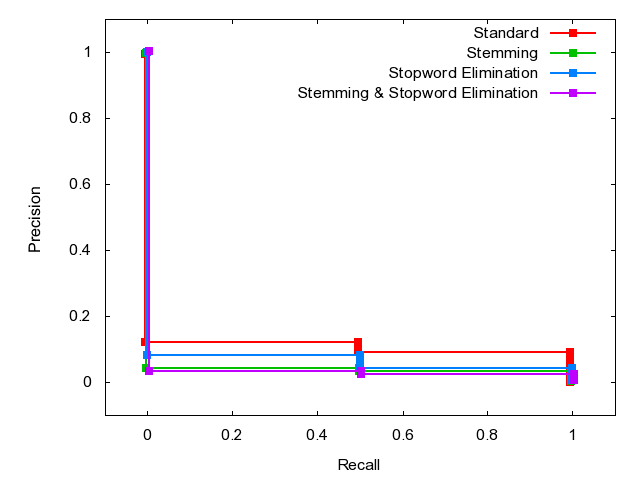 Standard
Stemming
Stopword Elimination
Stemming & Stopword Elimination
1
0.8
0.6
0.4
0.2
0
Precision
0 0.2 0.4 0.6 0.8 1
Recall